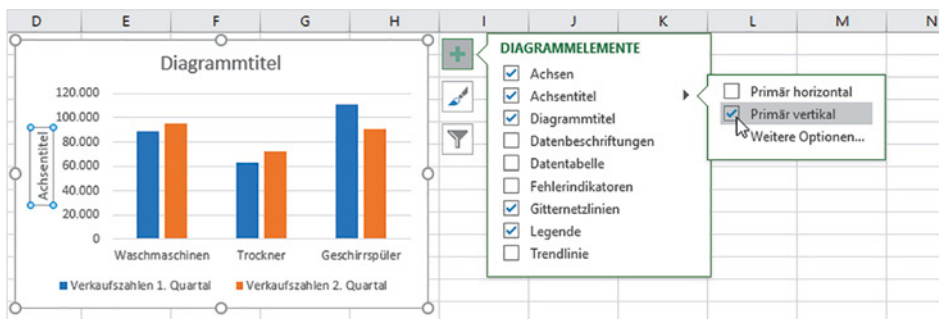 D E F G H I J K L M N
Diagrammtitel
120.000
100.000
80.000
60.000
40.000
20.000
0
Achsentitel
Waschmaschinen Trockner Geschirrspüler
Verkaufszahlen 1. Quartal Verkaufszahlen 2. Quartal
DIAGRAMMELEMENTE
Achsen
Achsentitel
Diagrammtitel
Datenbeschriftungen
Datentabelle
Fehlerindikatoren
Gitternetzlinien
Legende
Trendlinie
Primär horizontal
Primär vertikal
Weitere Optionen...